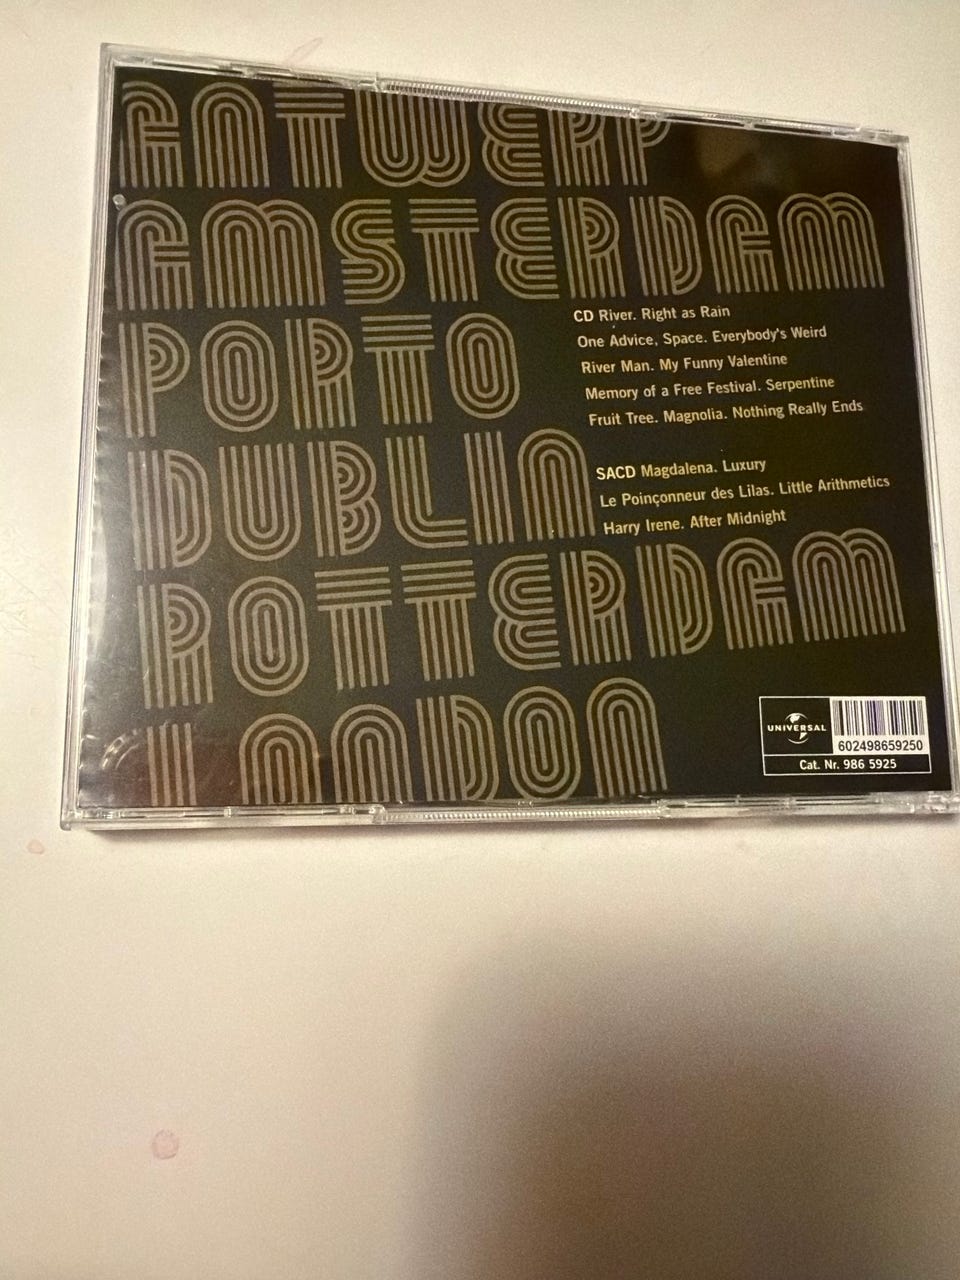 ANTWERP
AMSTERDAM
PORTO
DUBLIN
ROTTERDAM
LONDON
CD River. Right as Rain
One Advice, Space. Everybody's Weird
River Man. My Funny Valentine
Memory of a Free Festival. Serpentine
Fruit Tree. Magnolia. Nothing Really Ends
SACD Magdalena. Luxury
Le Poinçonneur des Lilas. Little Arithmetics
Harry Irene. After Midnight
UNIVERSAL
602498659250
Cat. Nr. 986 5925